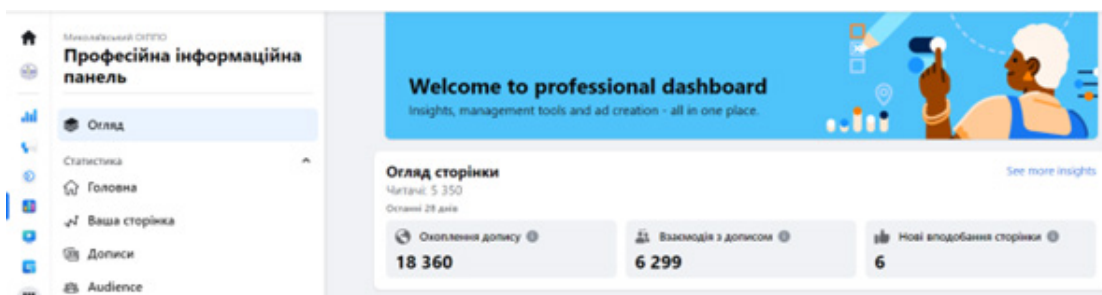 Миколаївський ОІППО
Професійна інформаційна
панель
Огляд
Статистика
Головна
Ваша сторінка
Дописи
Audience
Welcome to professional dashboard
Insights, management tools and ad creation - all in one place.
Огляд сторінки
See more insights
Читачі: 5 350
Останні 28 днів
Охоплення допису
18 360
Взаємодія з дописом
6 299
Нові вподобання сторінки
6